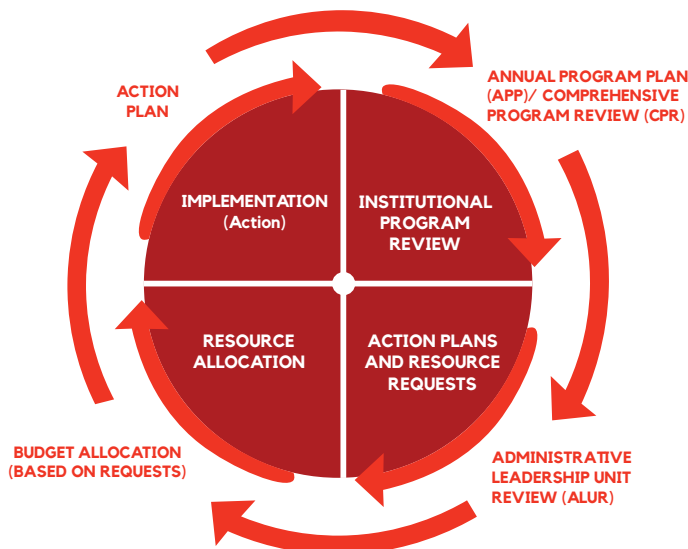 ACTION
PLAN
ANNUAL PROGRAM PLAN
(APP)/ COMPREHENSIVE
PROGRAM REVIEW (CPR)
IMPLEMENTATION
(Action)
INSTITUTIONAL
PROGRAM
REVIEW
RESOURCE
ALLOCATION
ACTION PLANS
AND RESOURCE
REQUESTS
BUDGET ALLOCATION
(BASED ON REQUESTS)
ADMINISTRATIVE
LEADERSHIP UNIT
REVIEW (ALUR)